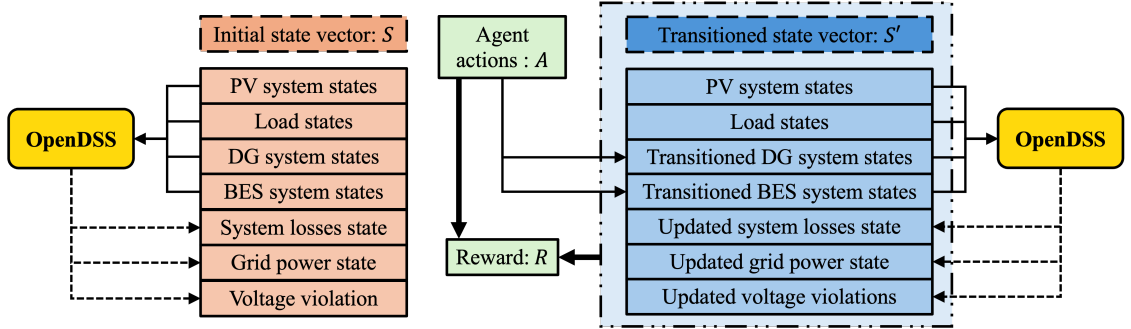 OpenDSS
Initial state vector: S
PV system states
Load states
DG system states
BES system states
System losses state
Grid power state
Voltage violation
Agent
actions : A
Reward: R
Transitioned state vector: S′
PV system states
Load states
Transitioned DG system states
Transitioned BES system states
Updated system losses state
Updated grid power state
Updated voltage violations
OpenDSS